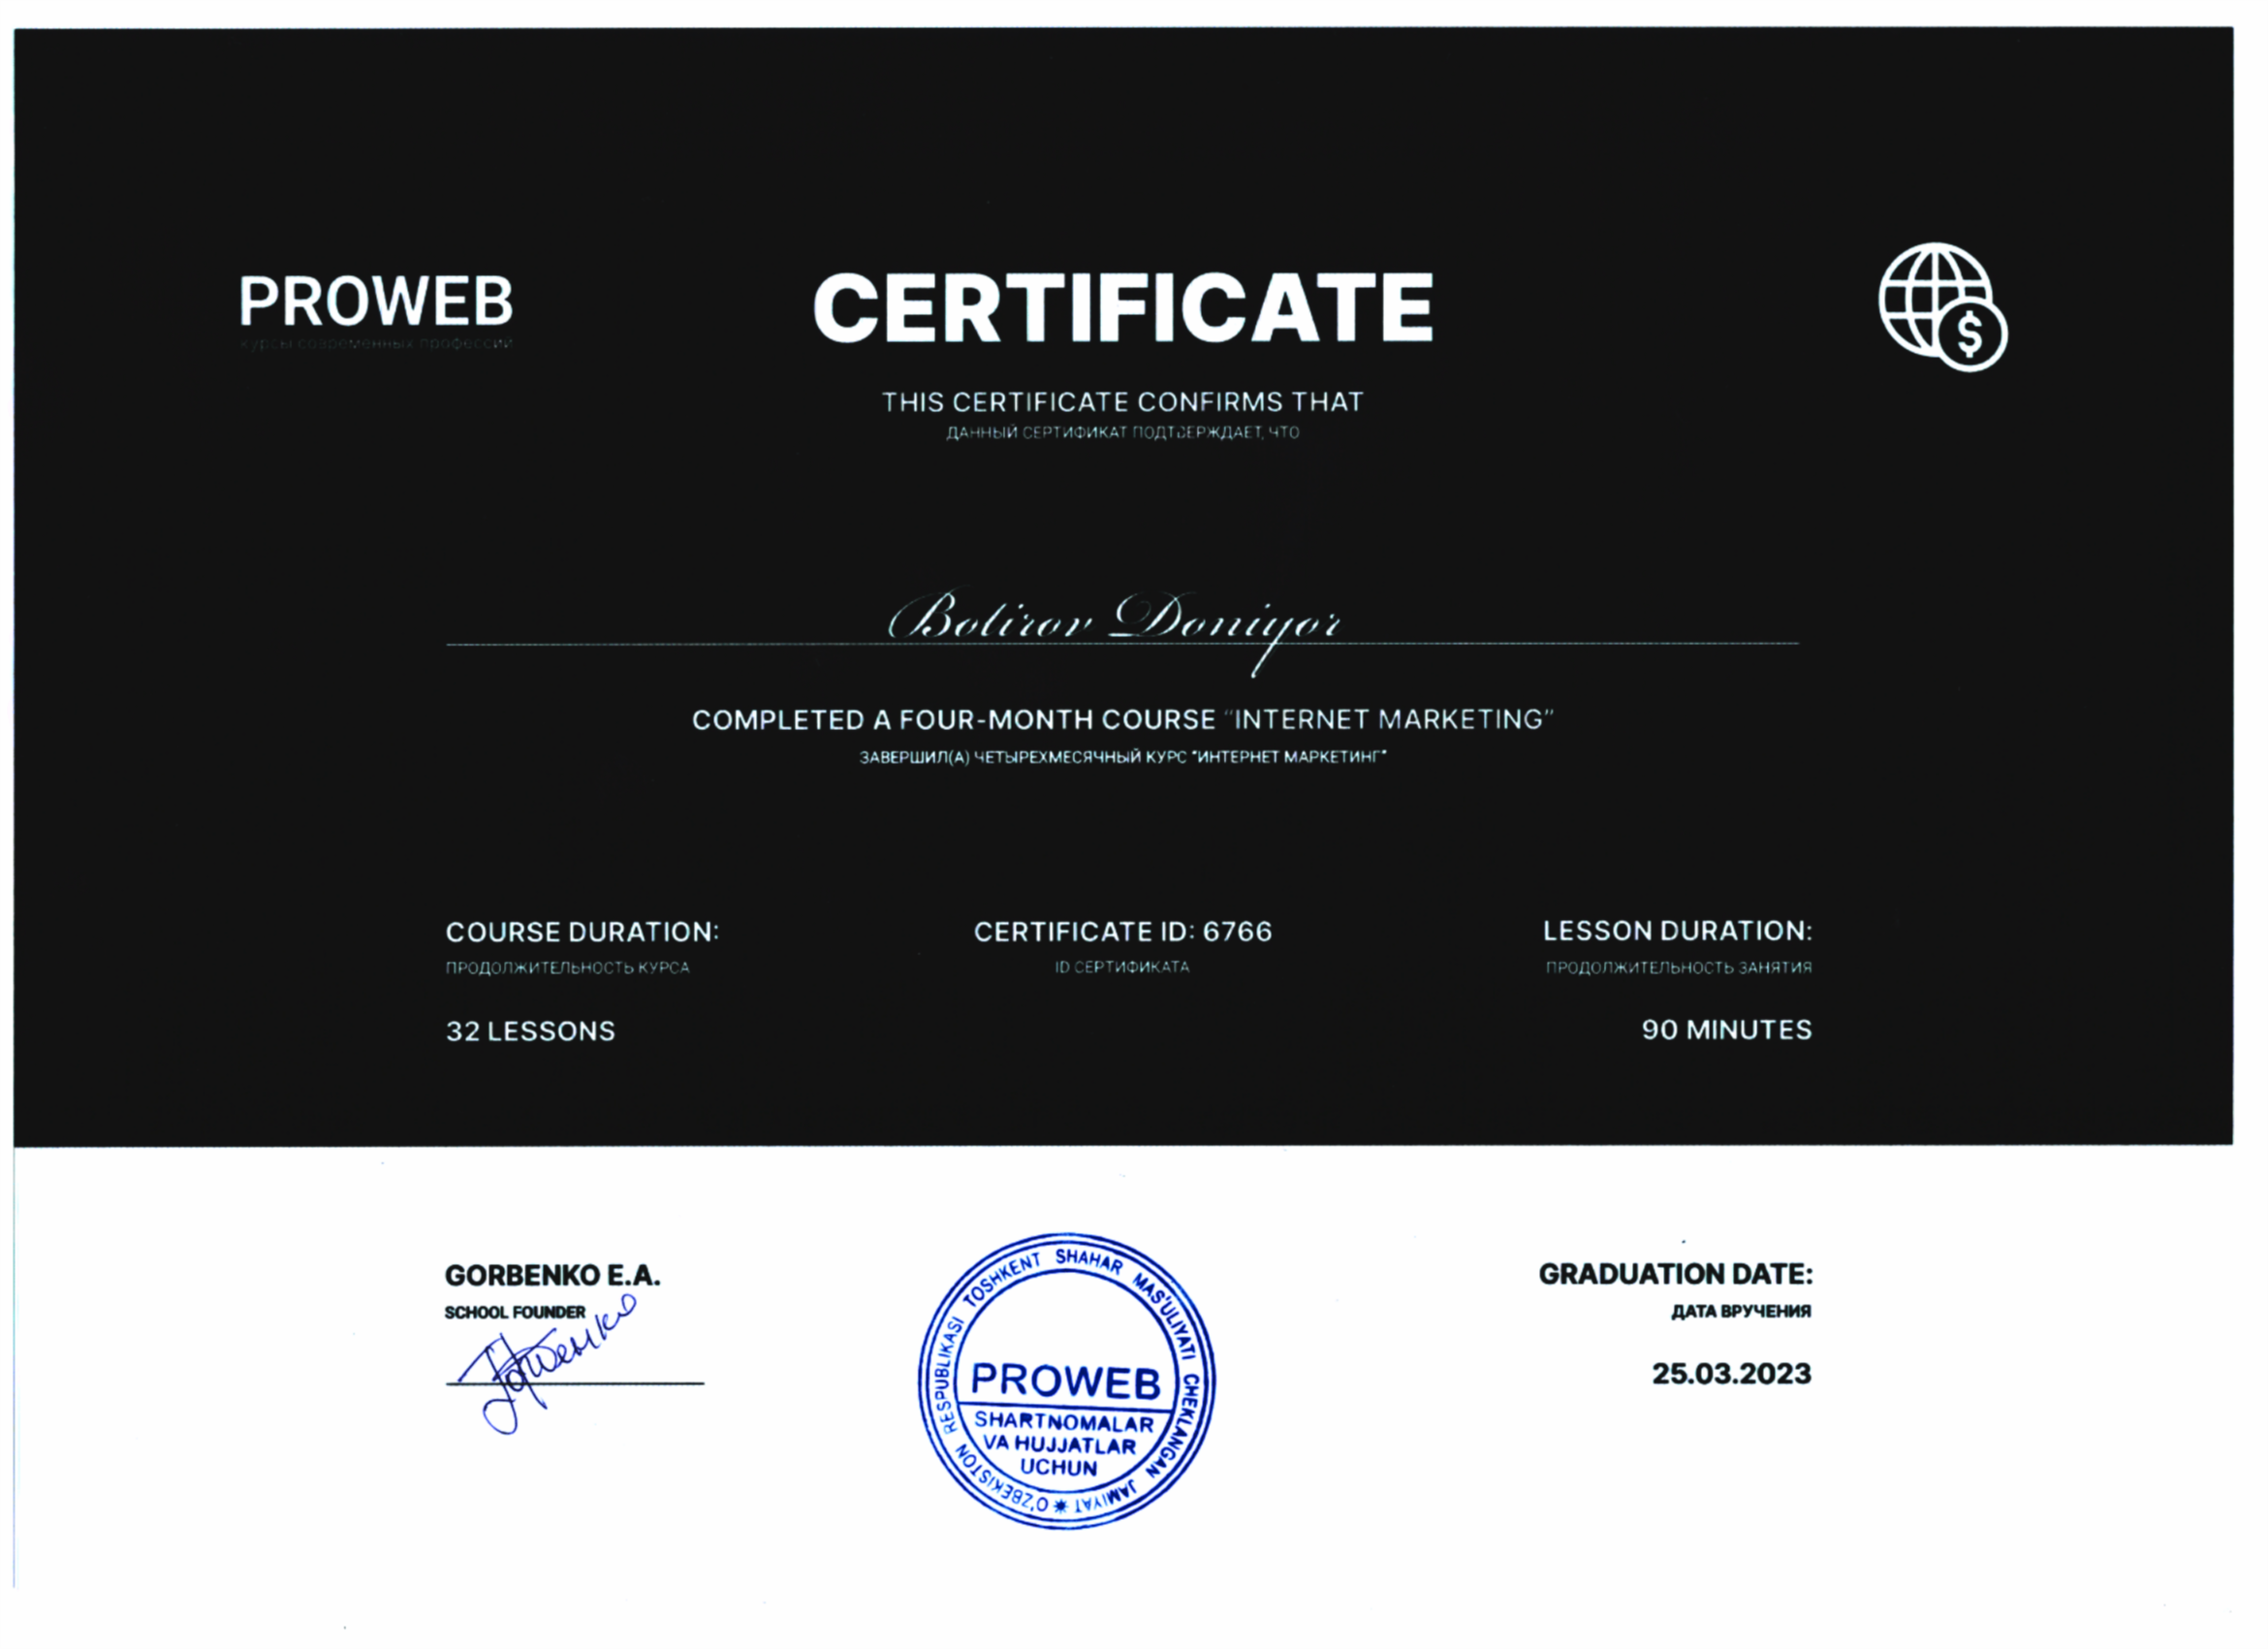 PROWEB
курсы современных профессий
CERTIFICATE
THIS CERTIFICATE CONFIRMS THAT
ДАННЫЙ СЕРТИФИКАТ ПОДТВЕРЖДАЕТ, ЧТО
Botirov Doniyor
COMPLETED A FOUR-MONTH COURSE “INTERNET MARKETING”
ЗАВЕРШИЛ(А) ЧЕТЫРЕХМЕСЯЧНЫЙ КУРС "ИНТЕРНЕТ МАРКЕТИНГ"
COURSE DURATION:
ПРОДОЛЖИТЕЛЬНОСТЬ КУРСА
32 LESSONS
CERTIFICATE ID: 6766
ID СЕРТИФИКАТА
LESSON DURATION:
ПРОДОЛЖИТЕЛЬНОСТЬ ЗАНЯТИЯ
90 MINUTES
GORBENKO E.A.
SCHOOL FOUNDER
Горбенко
O'ZBEKISTON RESPUBLIKASI TOSHKENT SHAHAR MAS'ULIYATI CHEKLANGAN JAMIYAT
PROWEB
SHARTNOMALAR
VA HUJJATLAR
UCHUN
GRADUATION DATE:
ДАТА ВРУЧЕНИЯ
25.03.2023